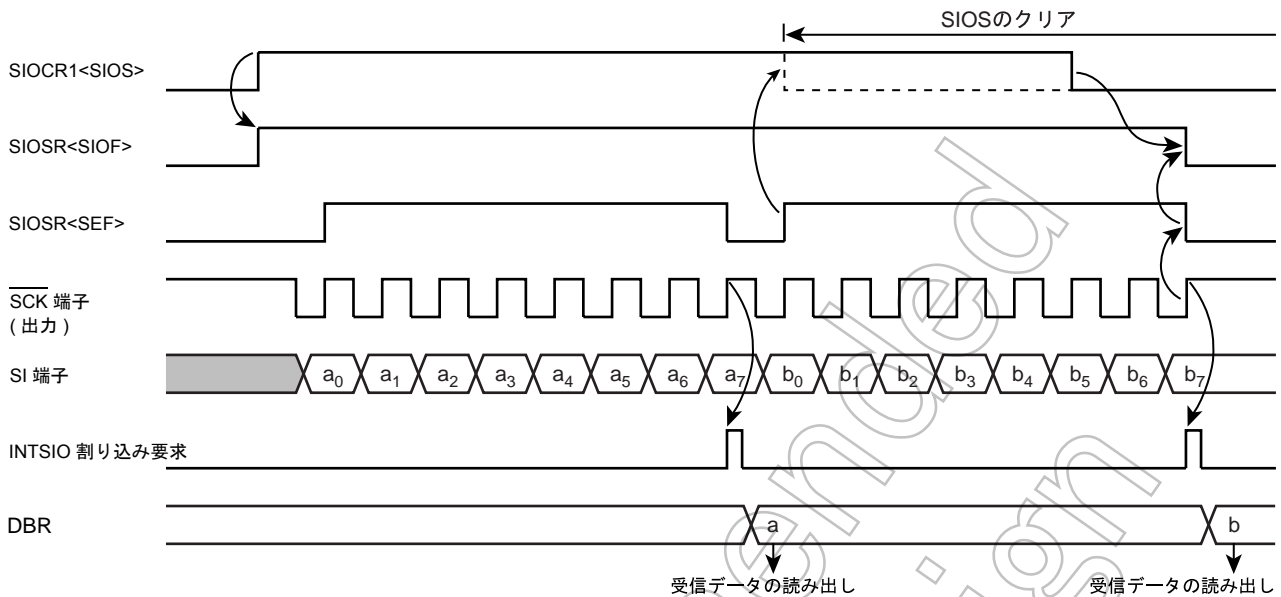 SIOSのクリア
SIOCR1<SIOS>
SIOSR<SIOF>
SIOSR<SEF>
SCK 端子
( 出力 )
SI 端子
a0 a1 a2 a3 a4 a5 a6 a7 b0 b1 b2 b3 b4 b5 b6 b7
INTSIO 割り込み要求
DBR
a b
受信データの読み出し 受信データの読み出し
ended
ign